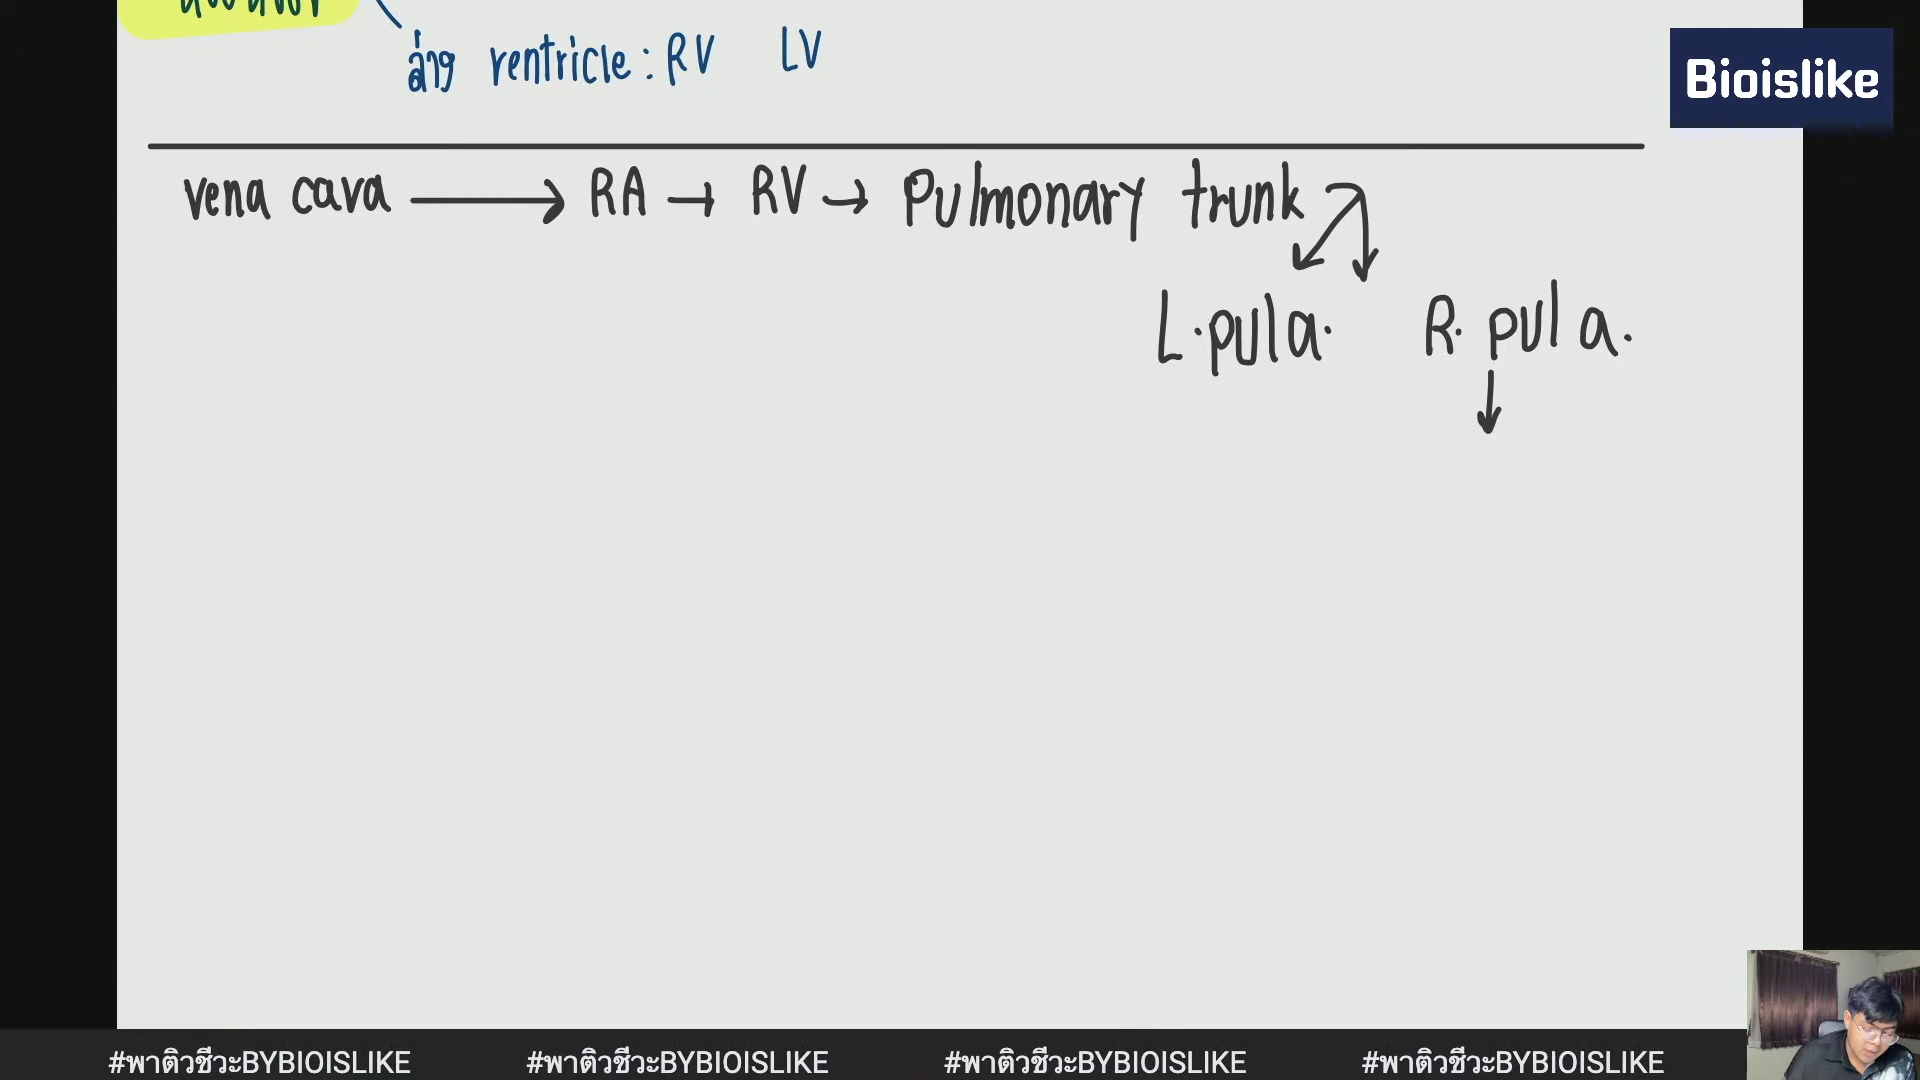 ล่าง ventricle : RV LV
Bioislike
vena cava → RA → RV → Pulmonary trunk
L. pul a. R. pul a.
#พาติวชีวะBYBIOISLIKE #พาติวชีวะBYBIOISLIKE #พาติวชีวะBYBIOISLIKE #พาติวชีวะBYBIOISLIKE